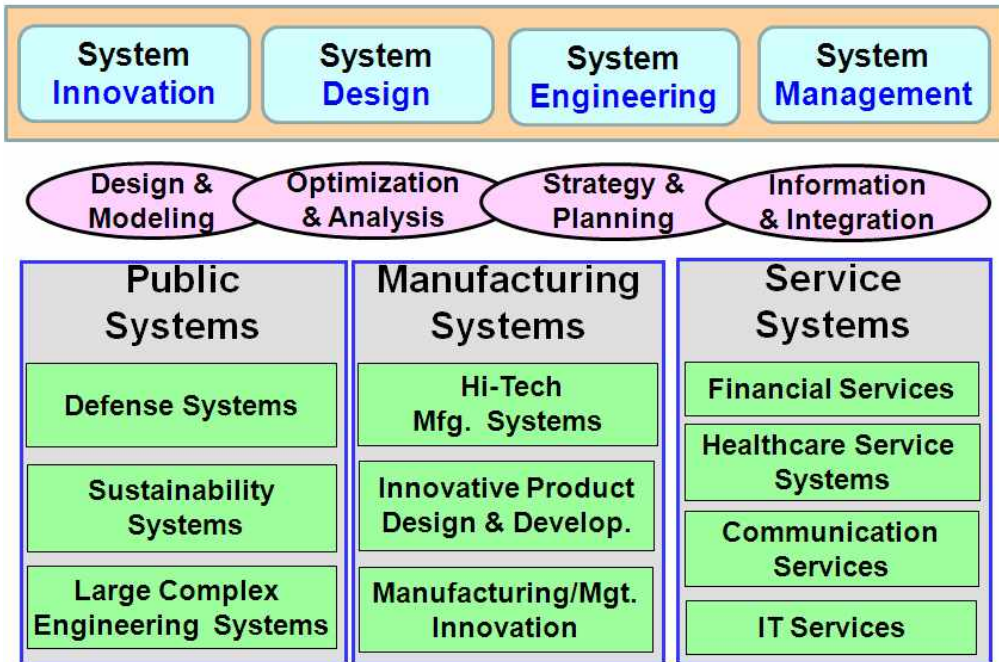 System
Innovation
System
Design
System
Engineering
System
Management
Design &
Modeling
Optimization
& Analysis
Strategy &
Planning
Information
& Integration
Public
Systems
Defense Systems
Sustainability
Systems
Large Complex
Engineering Systems
Manufacturing
Systems
Hi-Tech
Mfg. Systems
Innovative Product
Design & Develop.
Manufacturing/Mgt.
Innovation
Service
Systems
Financial Services
Healthcare Service
Systems
Communication
Services
IT Services